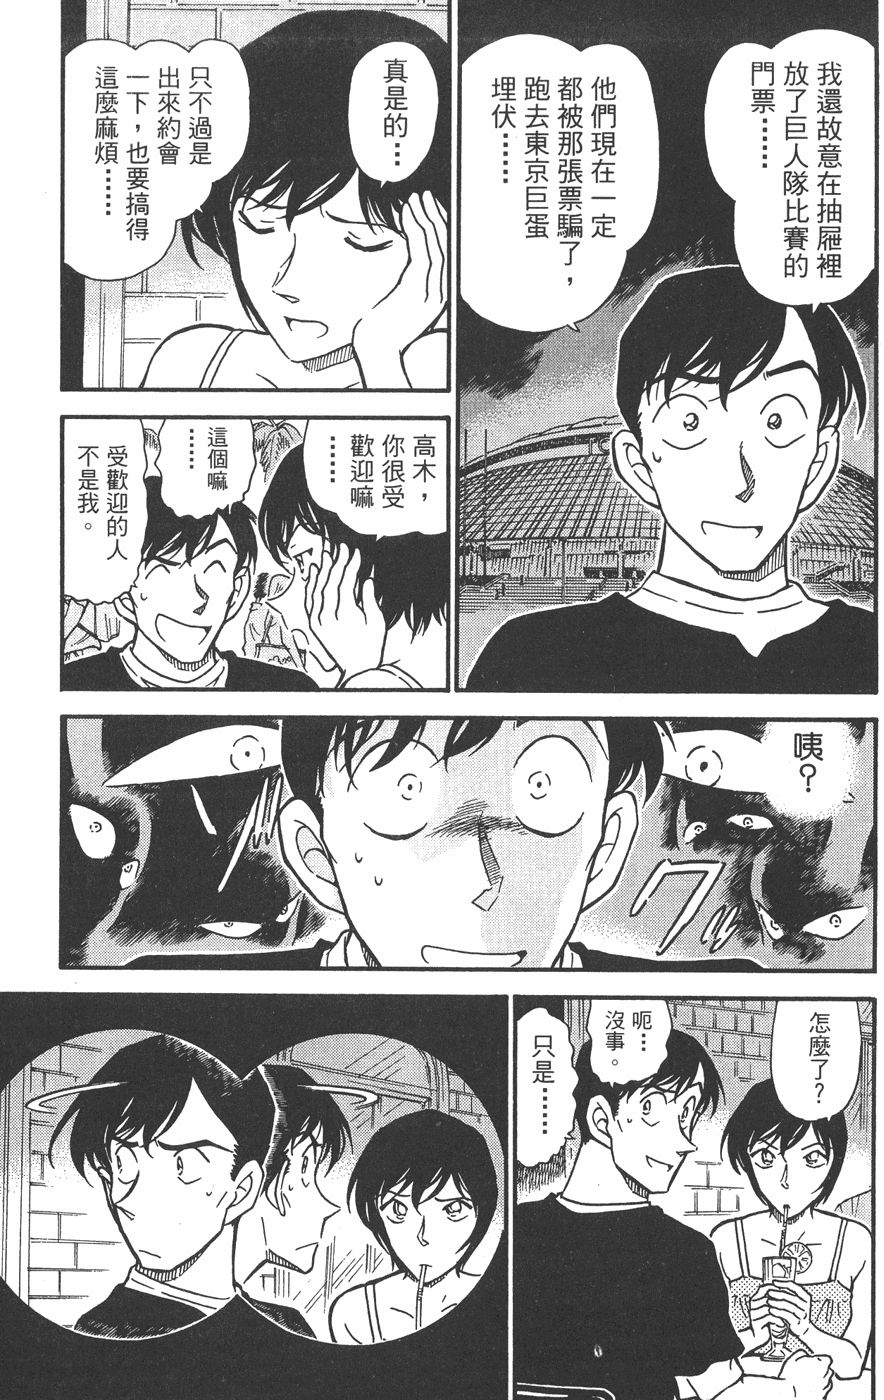 我還故意在抽屜裡
放了巨人隊比賽的
門票……
他們現在一定
都被那張票騙了，
跑去東京巨蛋
埋伏……
真是的…
只不過是
出來約會
一下，也要搞得
這麼麻煩……
高木，
你很受
歡迎嘛
……
這個嘛
……
受歡迎的人
不是我。
咦？
ククッ
怎麼了？
呃…
沒事。
只是……